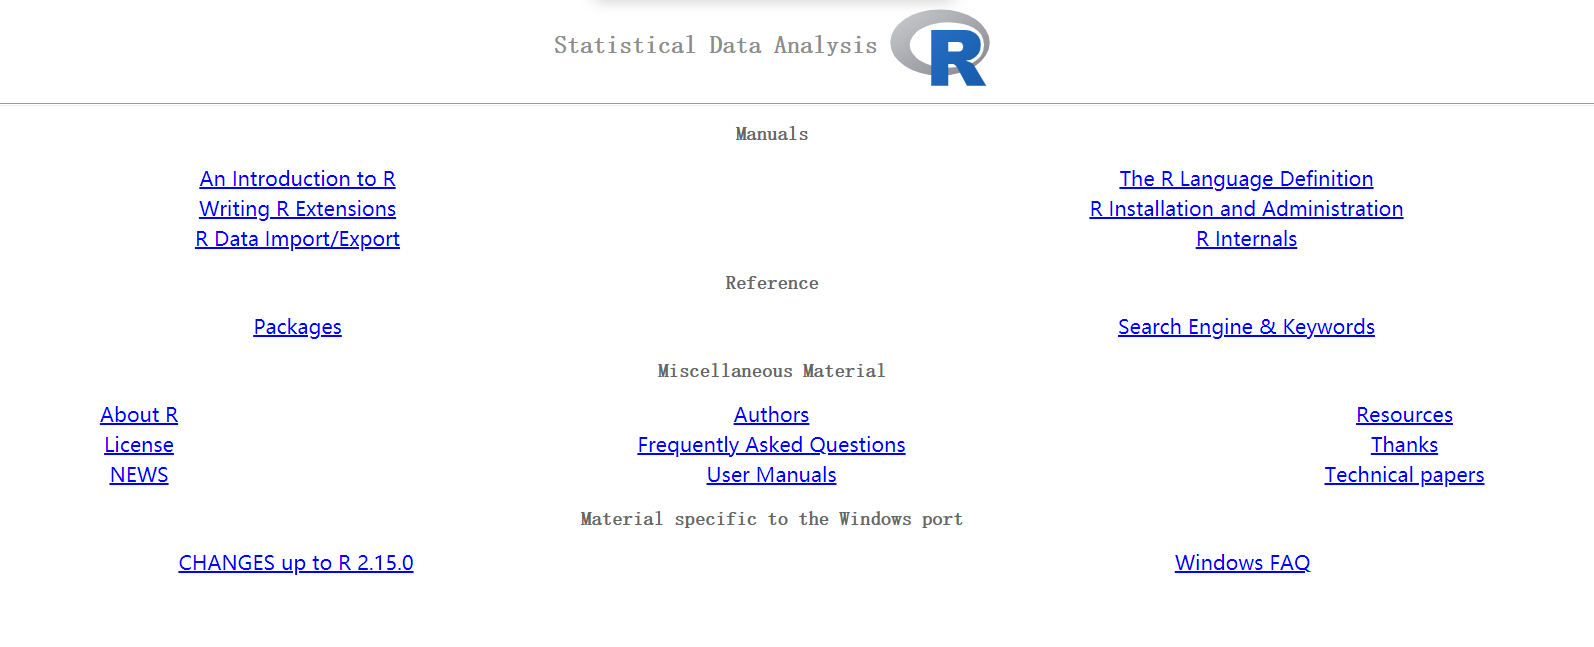 Statistical Data Analysis R
Manuals
An Introduction to R The R Language Definition
Writing R Extensions R Installation and Administration
R Data Import/Export R Internals
Reference
Packages Search Engine & Keywords
Miscellaneous Material
About R Authors Resources
License Frequently Asked Questions Thanks
NEWS User Manuals Technical papers
Material specific to the Windows port
CHANGES up to R 2.15.0 Windows FAQ